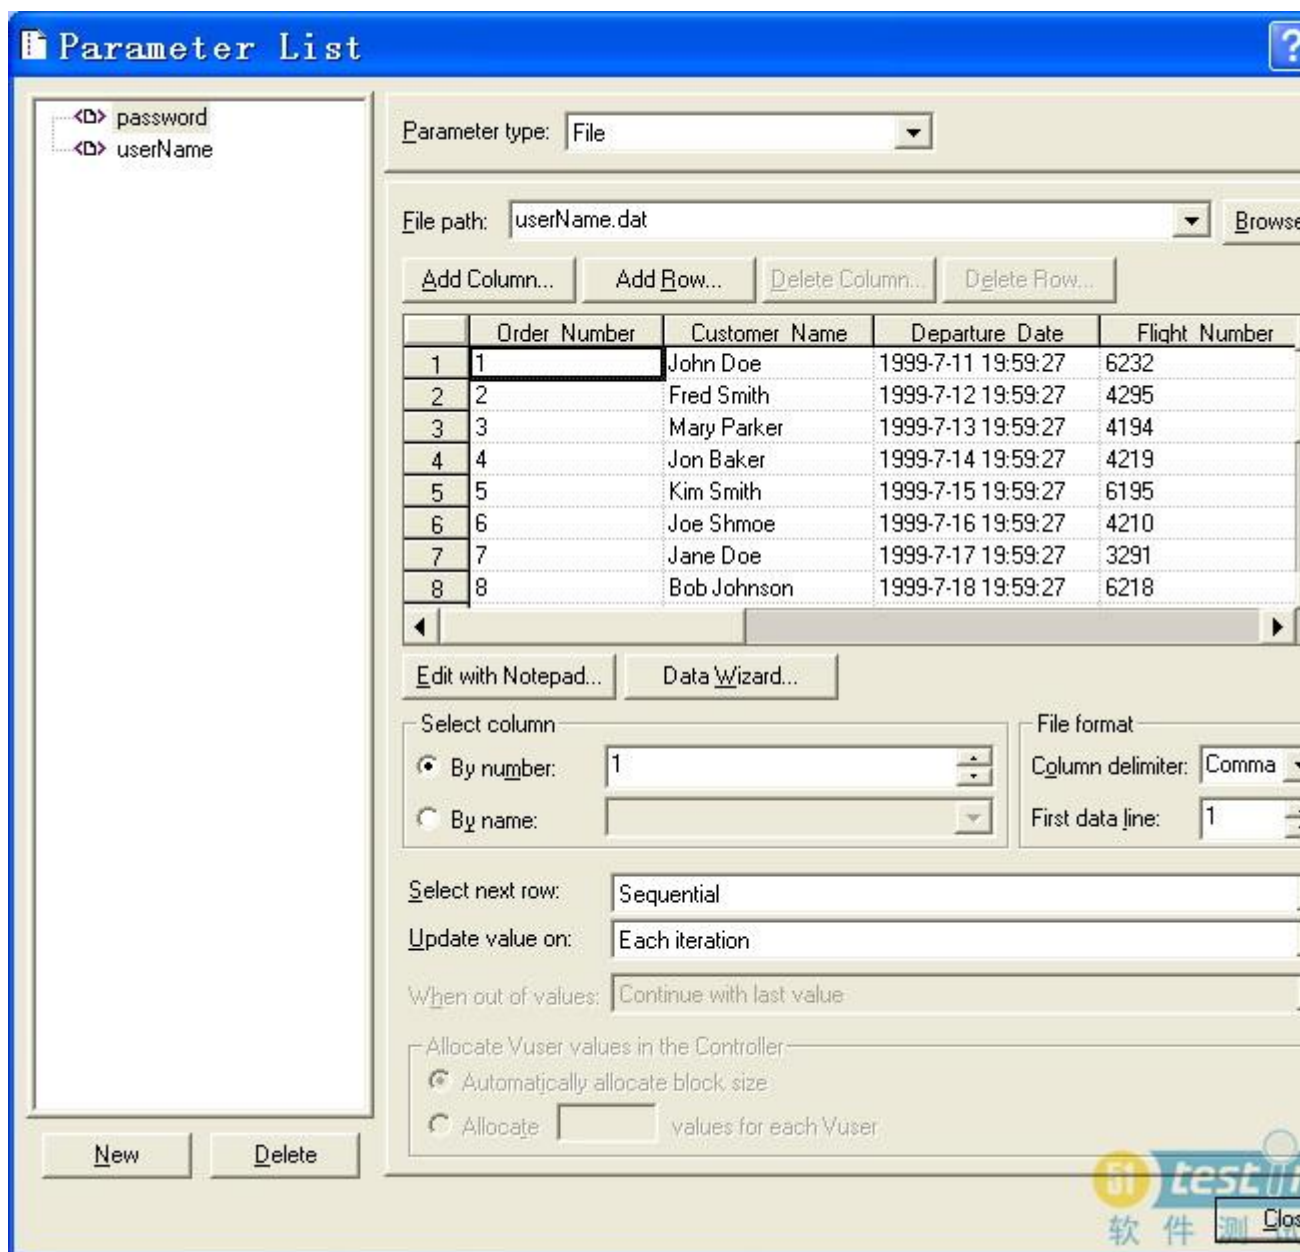 Parameter List
?
password
userName
Parameter type: File
File path: userName.dat Browse
Add Column... Add Row... Delete Column... Delete Row...
Order Number Customer Name Departure Date Flight Number
1 1 John Doe 1999-7-11 19:59:27 6232
2 2 Fred Smith 1999-7-12 19:59:27 4295
3 3 Mary Parker 1999-7-13 19:59:27 4194
4 4 Jon Baker 1999-7-14 19:59:27 4219
5 5 Kim Smith 1999-7-15 19:59:27 6195
6 6 Joe Shmoe 1999-7-16 19:59:27 4210
7 7 Jane Doe 1999-7-17 19:59:27 3291
8 8 Bob Johnson 1999-7-18 19:59:27 6218
Edit with Notepad... Data Wizard...
Select column File format
By number: 1 Column delimiter: Comma
By name: First data line: 1
Select next row: Sequential
Update value on: Each iteration
When out of values: Continue with last value
Allocate Vuser values in the Controller
Automatically allocate block size
Allocate values for each Vuser
New Delete
51 testin
软件测试
Clos